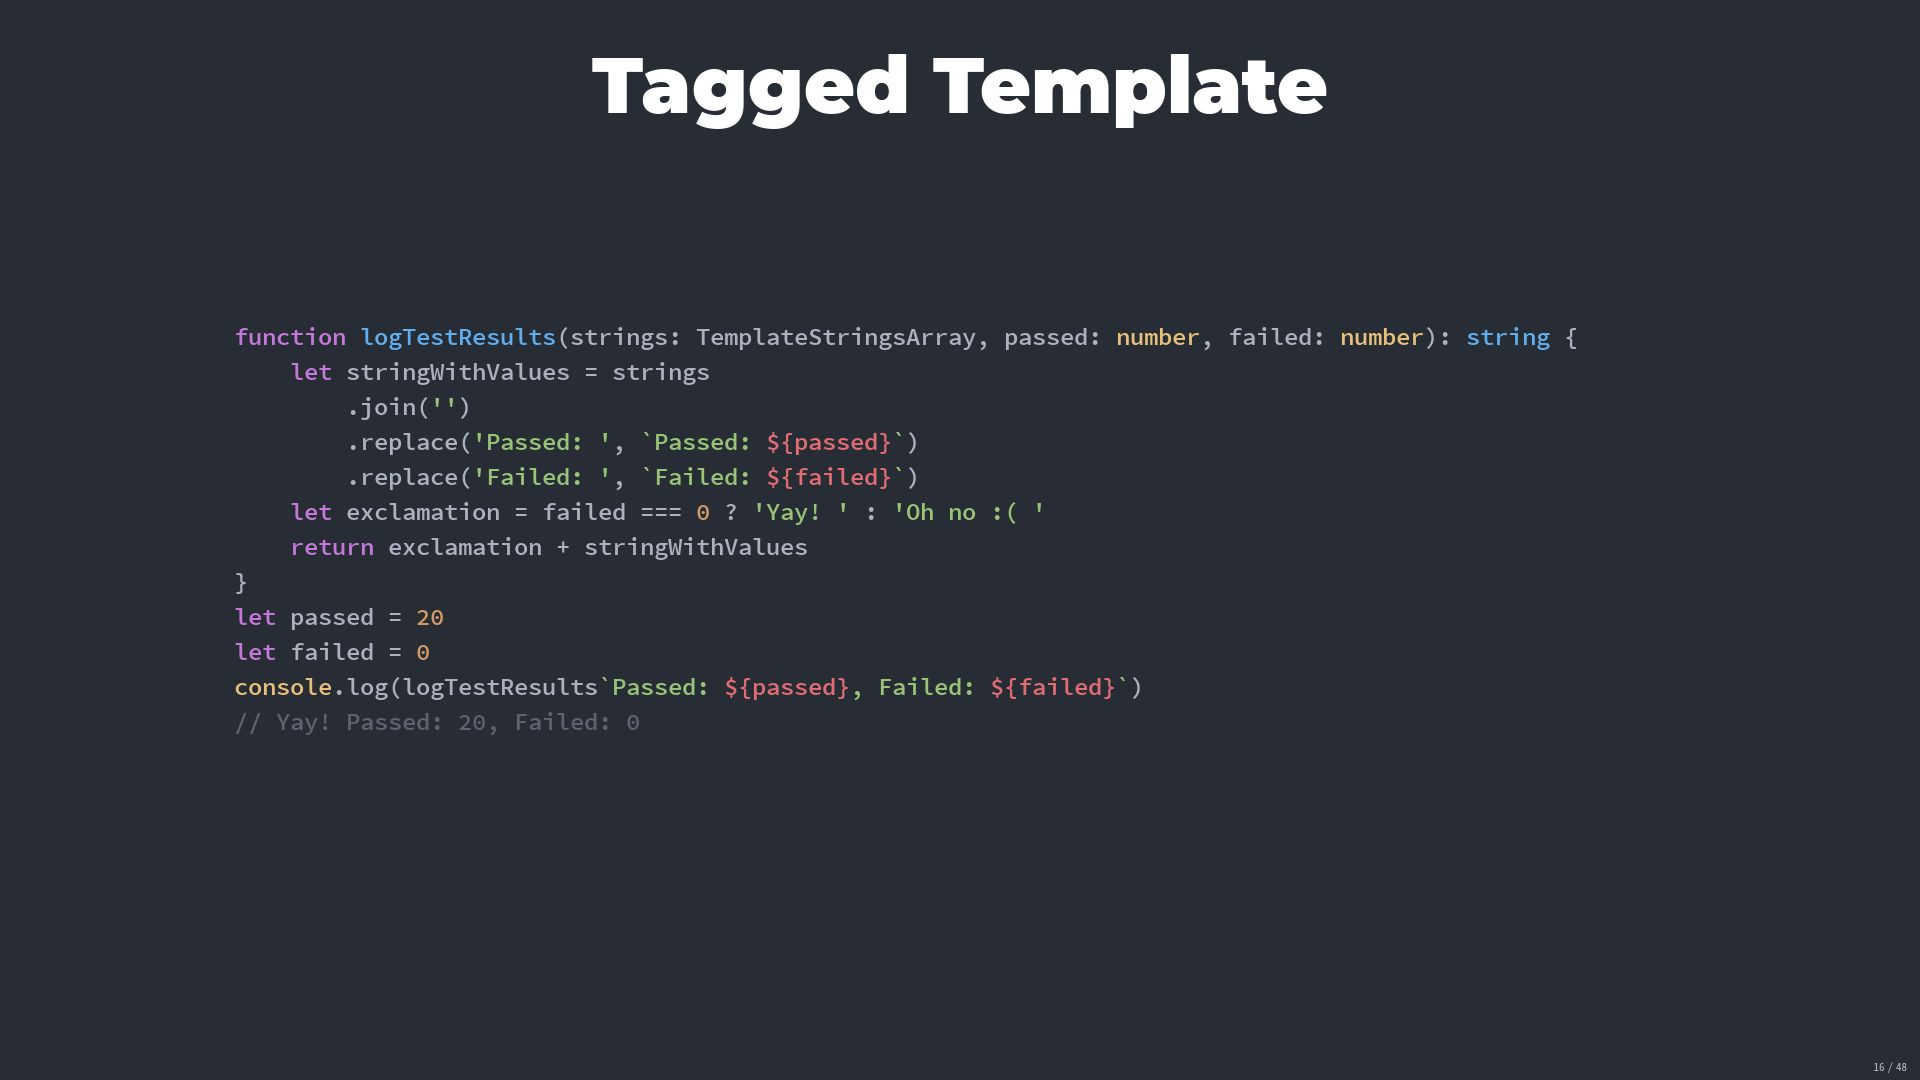 Tagged Template
function logTestResults(strings: TemplateStringsArray, passed: number, failed: number): string {
    let stringWithValues = strings
        .join('')
        .replace('Passed: ', `Passed: ${passed}`)
        .replace('Failed: ', `Failed: ${failed}`)
    let exclamation = failed === 0 ? 'Yay! ' : 'Oh no :( '
    return exclamation + stringWithValues
}
let passed = 20
let failed = 0
console.log(logTestResults`Passed: ${passed}, Failed: ${failed}`)
// Yay! Passed: 20, Failed: 0
16 / 48